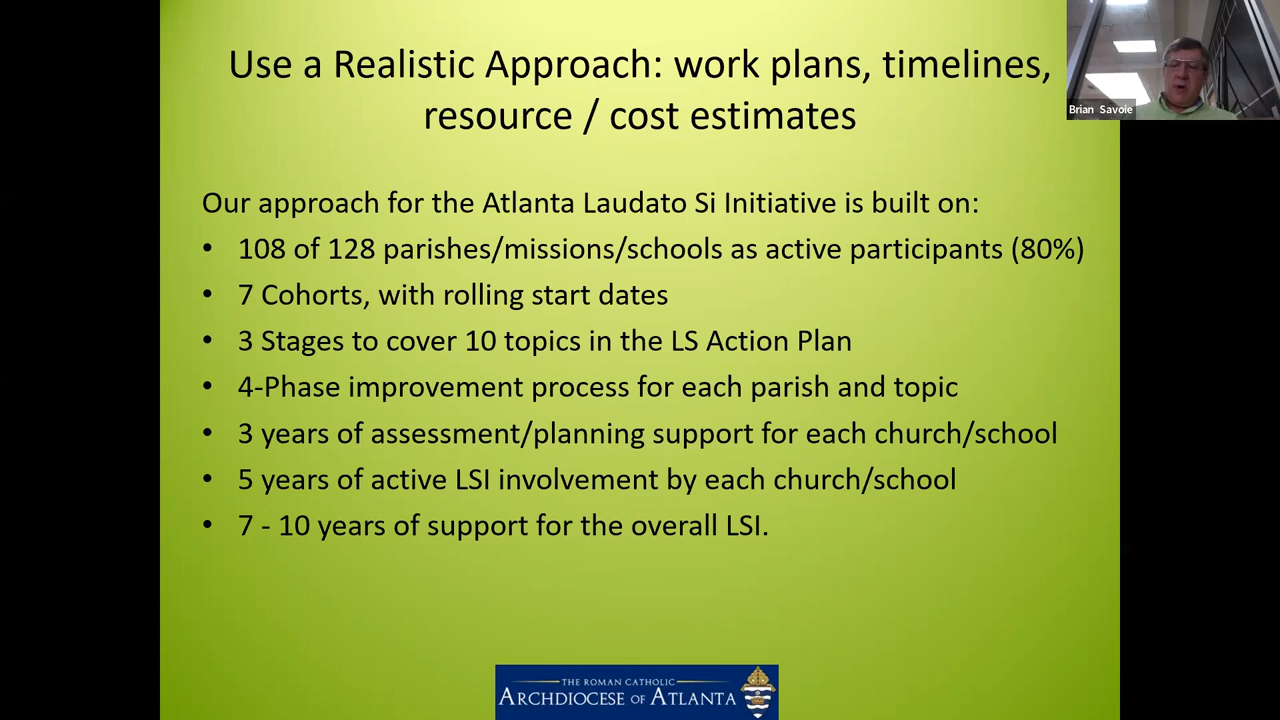 Use a Realistic Approach: work plans, timelines,
resource / cost estimates
Brian Savoie
Our approach for the Atlanta Laudato Si Initiative is built on:
• 108 of 128 parishes/missions/schools as active participants (80%)
• 7 Cohorts, with rolling start dates
• 3 Stages to cover 10 topics in the LS Action Plan
• 4-Phase improvement process for each parish and topic
• 3 years of assessment/planning support for each church/school
• 5 years of active LSI involvement by each church/school
• 7 - 10 years of support for the overall LSI.
THE ROMAN CATHOLIC
ARCHDIOCESE OF ATLANTA